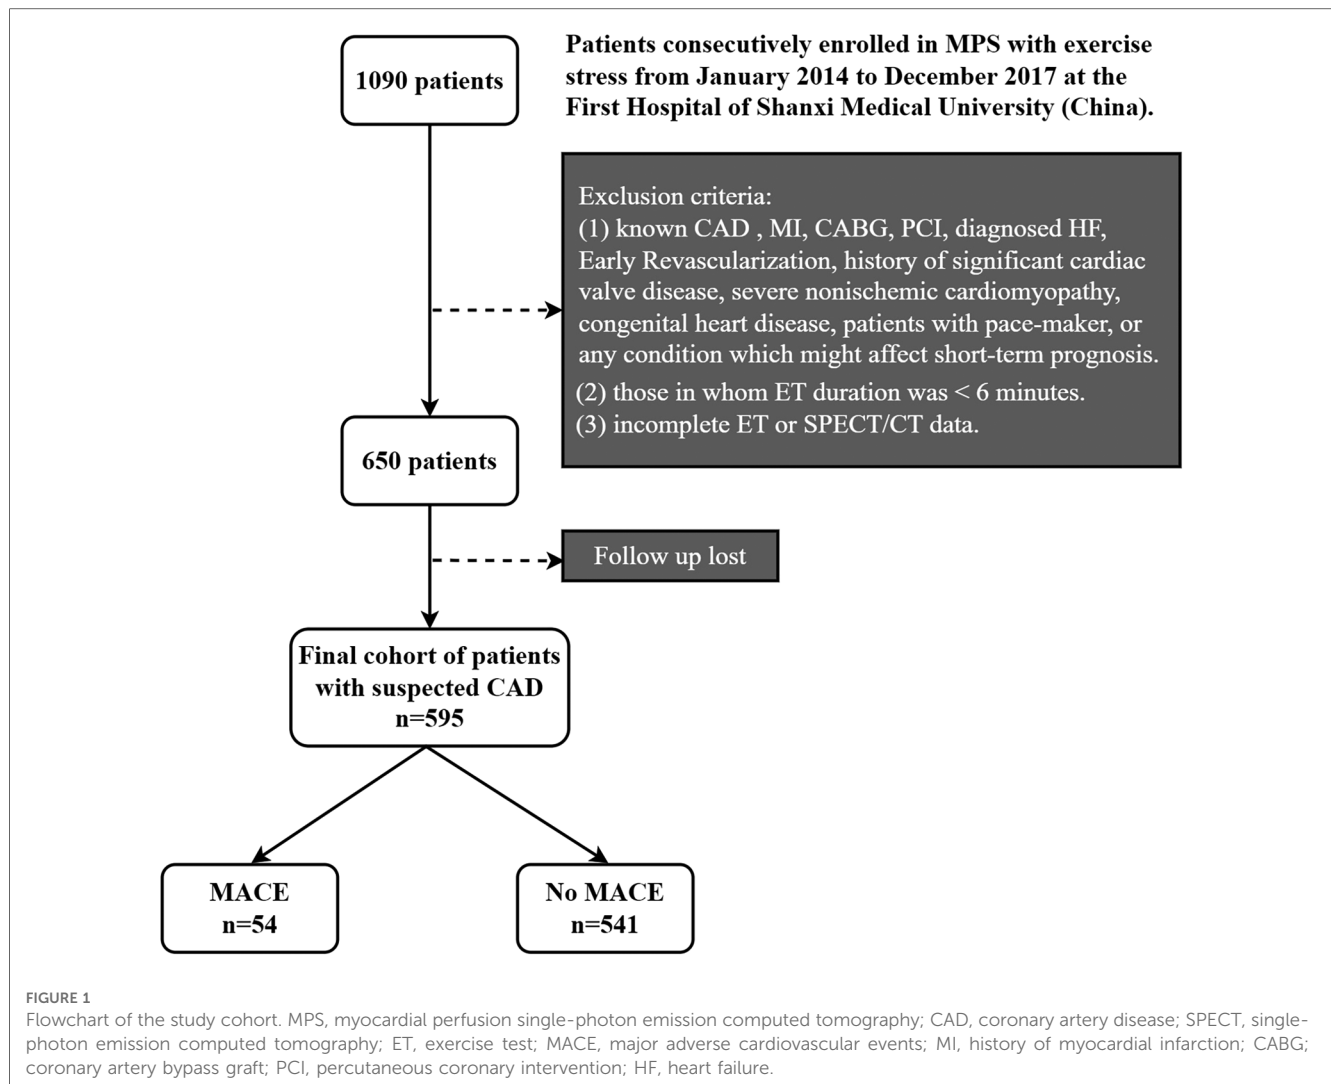 1090 patients
Patients consecutively enrolled in MPS with exercise
stress from January 2014 to December 2017 at the
First Hospital of Shanxi Medical University (China).
Exclusion criteria:
(1) known CAD , MI, CABG, PCI, diagnosed HF,
Early Revascularization, history of significant cardiac
valve disease, severe nonischemic cardiomyopathy,
congenital heart disease, patients with pace-maker, or
any condition which might affect short-term prognosis.
(2) those in whom ET duration was < 6 minutes.
(3) incomplete ET or SPECT/CT data.
650 patients
Follow up lost
Final cohort of patients
with suspected CAD
n=595
MACE
n=54
No MACE
n=541
FIGURE 1
Flowchart of the study cohort. MPS, myocardial perfusion single-photon emission computed tomography; CAD, coronary artery disease; SPECT, single-
photon emission computed tomography; ET, exercise test; MACE, major adverse cardiovascular events; MI, history of myocardial infarction; CABG;
coronary artery bypass graft; PCI, percutaneous coronary intervention; HF, heart failure.